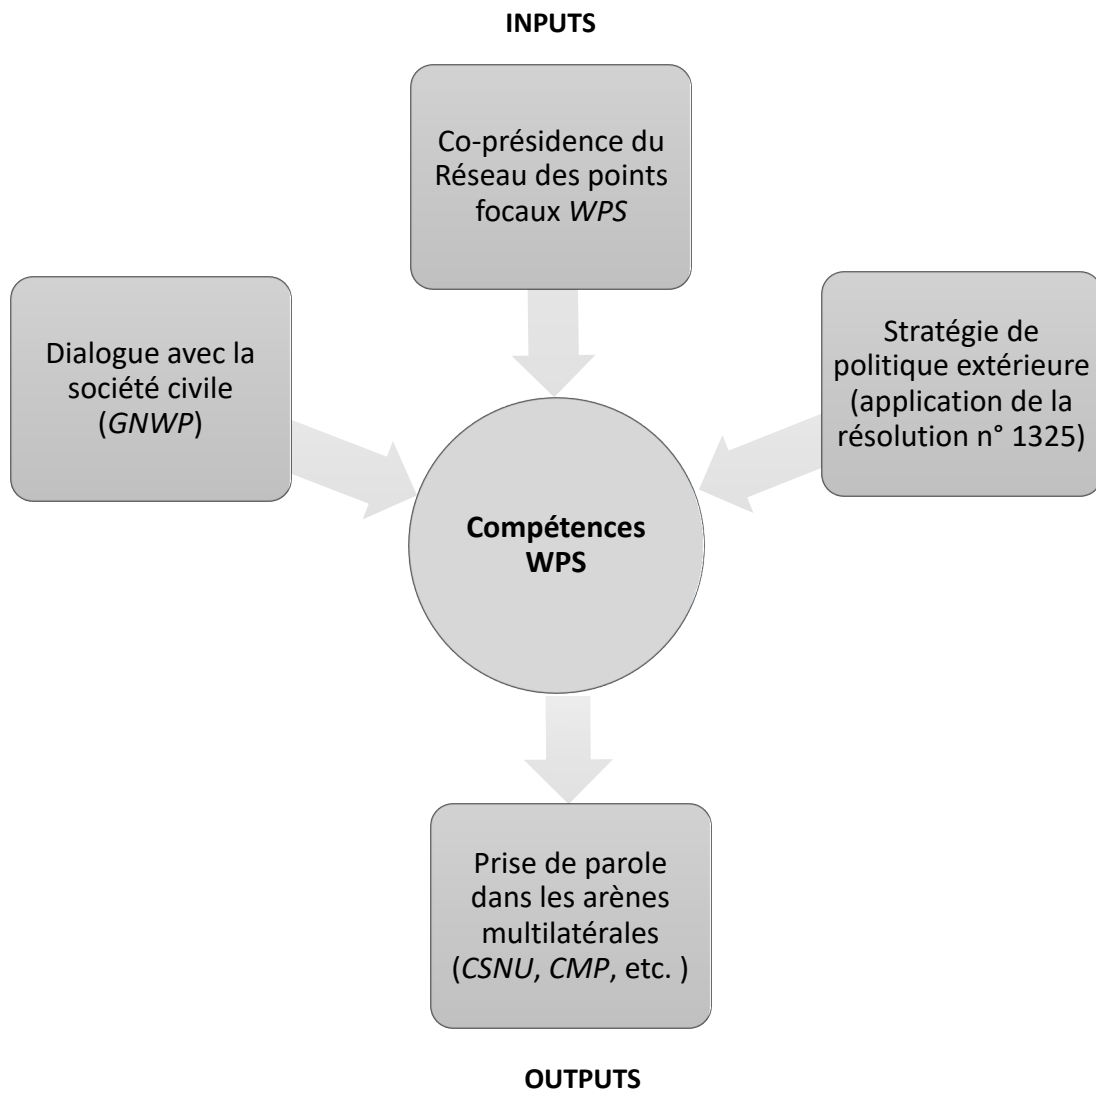 INPUTS
Co-présidence du
Réseau des points
focaux WPS
Dialogue avec la
société civile
(GNWP)
Stratégie de
politique extérieure
(application de la
résolution n° 1325)
Compétences
WPS
Prise de parole
dans les arènes
multilatérales
(CSNU, CMP, etc. )
OUTPUTS